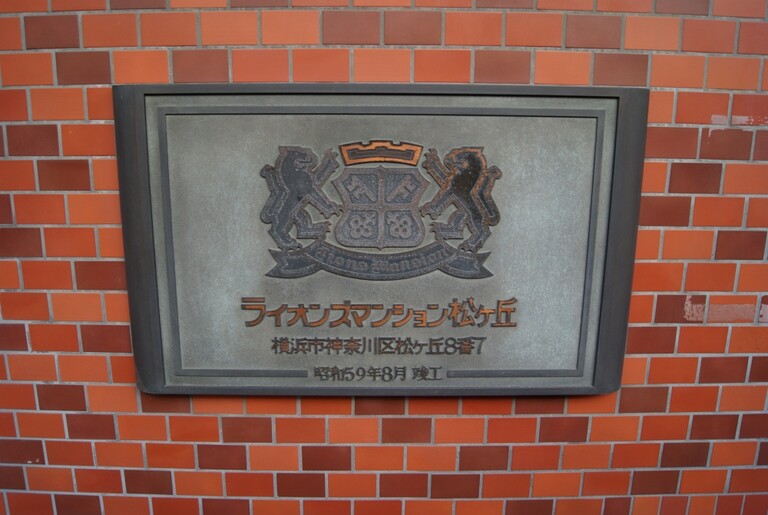 Lions Mansion
ライオンズマンション松ヶ丘
横浜市神奈川区松ヶ丘8番7
昭和59年8月 竣工